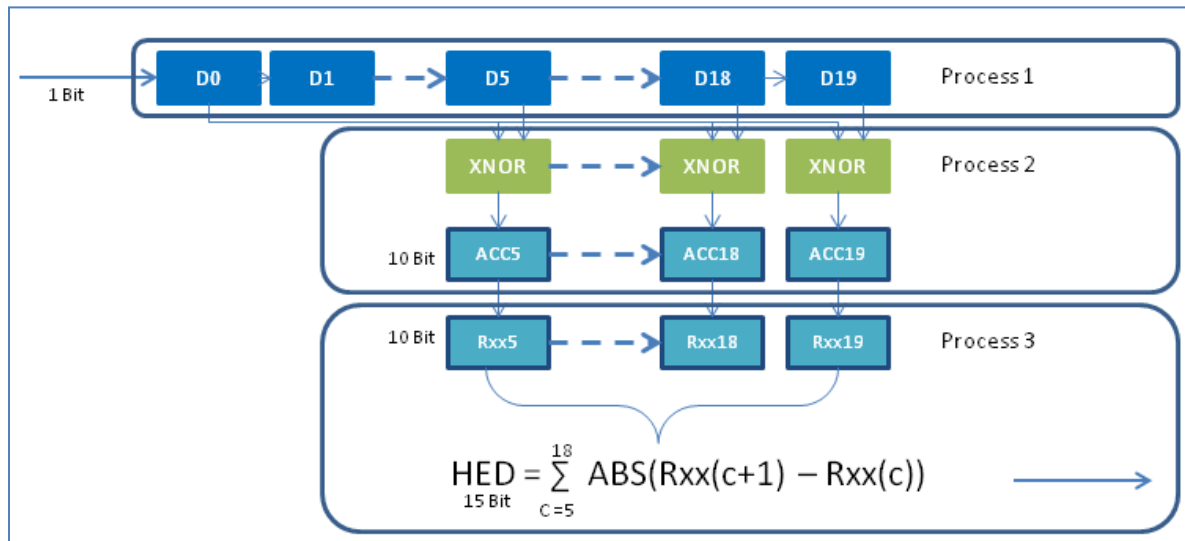 D0 D1 D5 D18 D19 Process 1
1 Bit
XNOR XNOR XNOR Process 2
10 Bit ACC5 ACC18 ACC19
10 Bit Rxx5 Rxx18 Rxx19 Process 3
18
HED = Σ ABS(Rxx(c+1) – Rxx(c))
15 Bit C =5